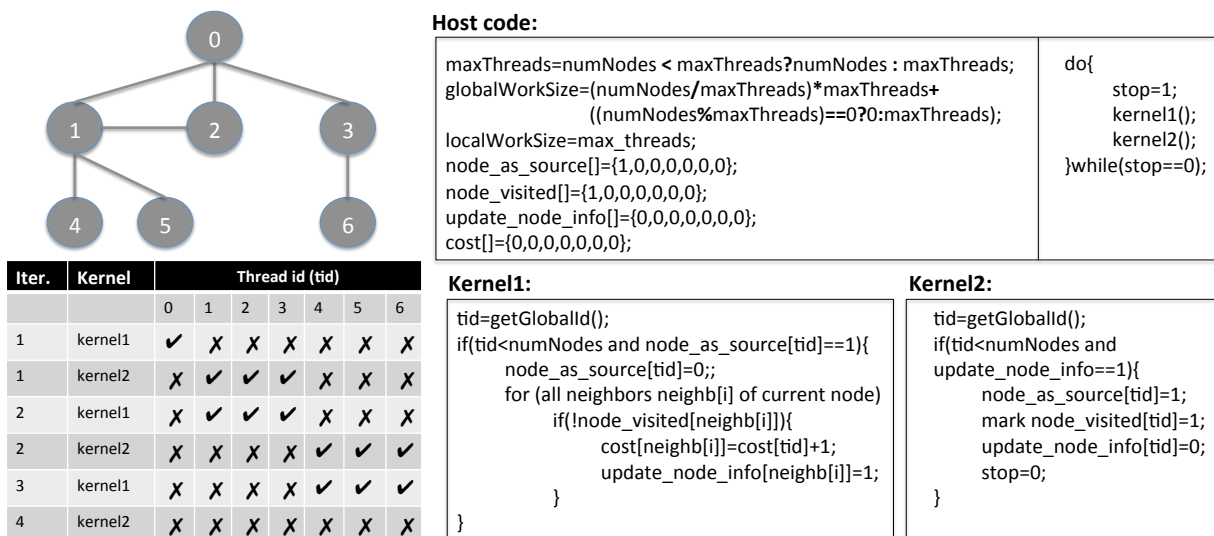 0
1
2
3
4
5
6
Iter. Kernel Thread id (tid)
0 1 2 3 4 5 6
1 kernel1 ✔ ✗ ✗ ✗ ✗ ✗ ✗
1 kernel2 ✗ ✔ ✔ ✔ ✗ ✗ ✗
2 kernel1 ✗ ✔ ✔ ✔ ✗ ✗ ✗
2 kernel2 ✗ ✗ ✗ ✗ ✔ ✔ ✔
3 kernel1 ✗ ✗ ✗ ✗ ✔ ✔ ✔
4 kernel2 ✗ ✗ ✗ ✗ ✗ ✗ ✗
Host code:
maxThreads=numNodes < maxThreads?numNodes : maxThreads;
globalWorkSize=(numNodes/maxThreads)*maxThreads+
((numNodes%maxThreads)==0?0:maxThreads);
localWorkSize=max_threads;
node_as_source[]={1,0,0,0,0,0,0};
node_visited[]={1,0,0,0,0,0,0};
update_node_info[]={0,0,0,0,0,0,0};
cost[]={0,0,0,0,0,0,0};
do{
stop=1;
kernel1();
kernel2();
}while(stop==0);
Kernel1:
tid=getGlobalId();
if(tid<numNodes and node_as_source[tid]==1){
node_as_source[tid]=0;;
for (all neighbors neighb[i] of current node)
if(!node_visited[neighb[i]]){
cost[neighb[i]]=cost[tid]+1;
update_node_info[neighb[i]]=1;
}
}
Kernel2:
tid=getGlobalId();
if(tid<numNodes and
update_node_info==1){
node_as_source[tid]=1;
mark node_visited[tid]=1;
update_node_info[tid]=0;
stop=0;
}